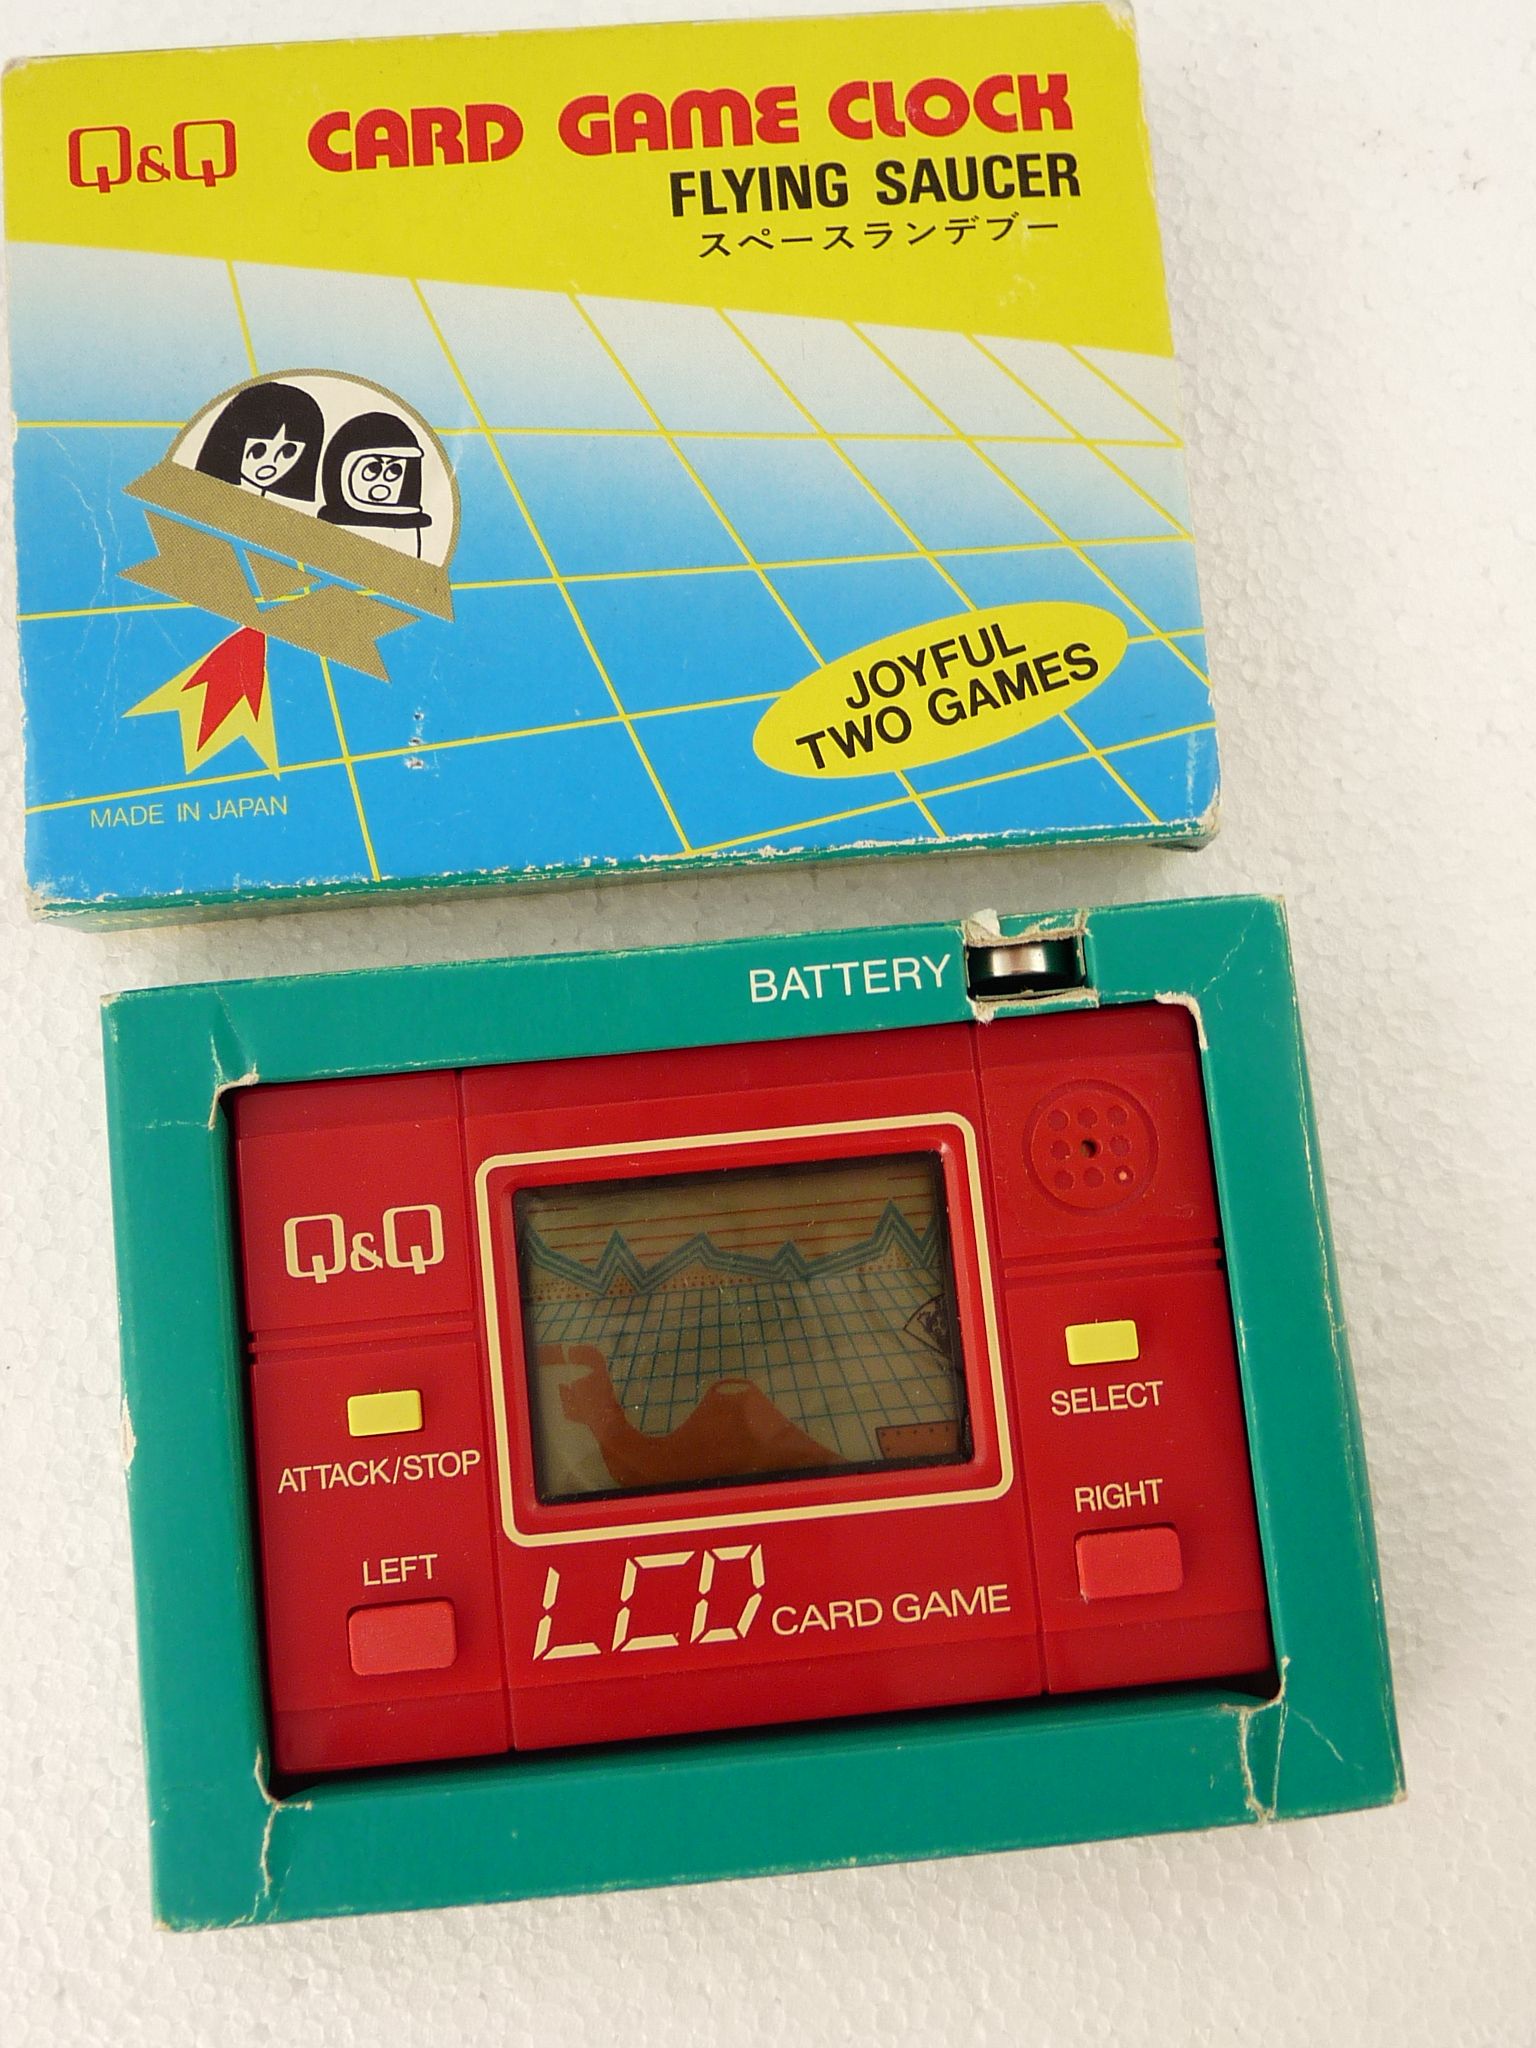 Q&Q CARD GAME CLOCK
FLYING SAUCER
スペースランデブー
JOYFUL
TWO GAMES
MADE IN JAPAN
BATTERY
Q&Q
ATTACK/STOP
SELECT
LEFT
RIGHT
LCD CARD GAME